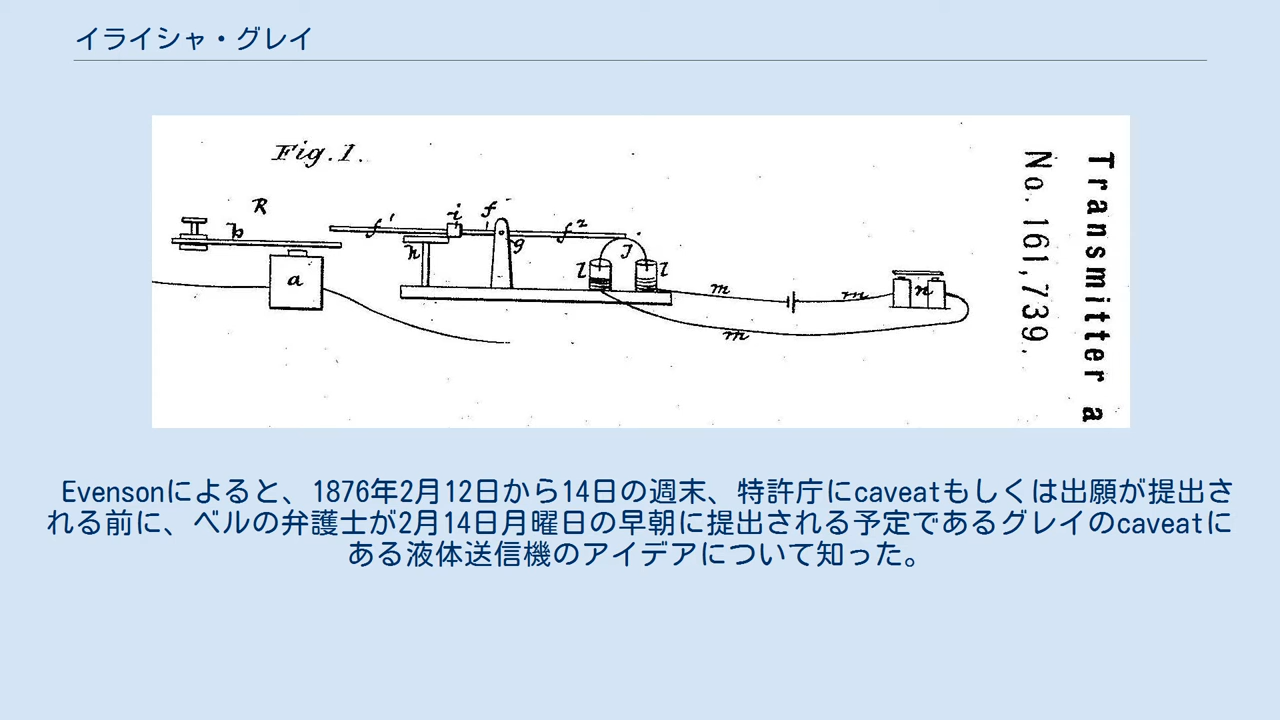 イライシャ・グレイ
Fig. 1.
R
b
a
f'
i
f
f²
h
g
J
l
l
m
m
m
n
No. 161,739.
Transmitter a
Evensonによると、1876年2月12日から14日の週末、特許庁にcaveatもしくは出願が提出さ
れる前に、ベルの弁護士が2月14日月曜日の早朝に提出される予定であるグレイのcaveatに
ある液体送信機のアイデアについて知った。